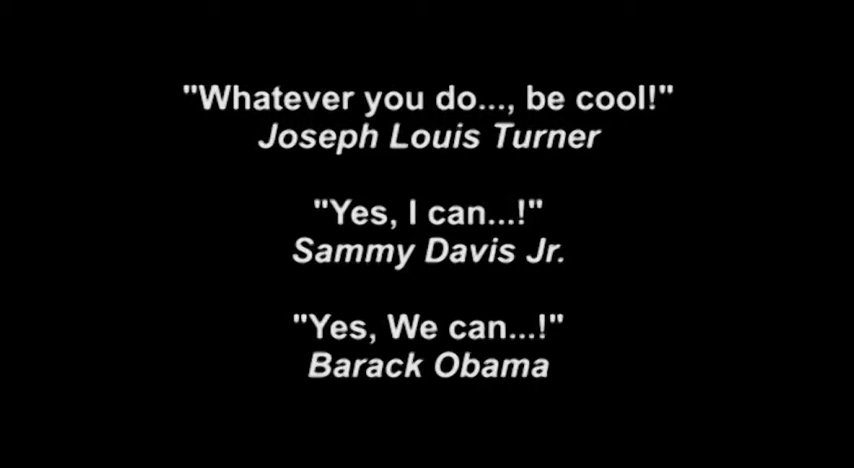 "Whatever you do..., be cool!"
Joseph Louis Turner
"Yes, I can...!"
Sammy Davis Jr.
"Yes, We can...!"
Barack Obama